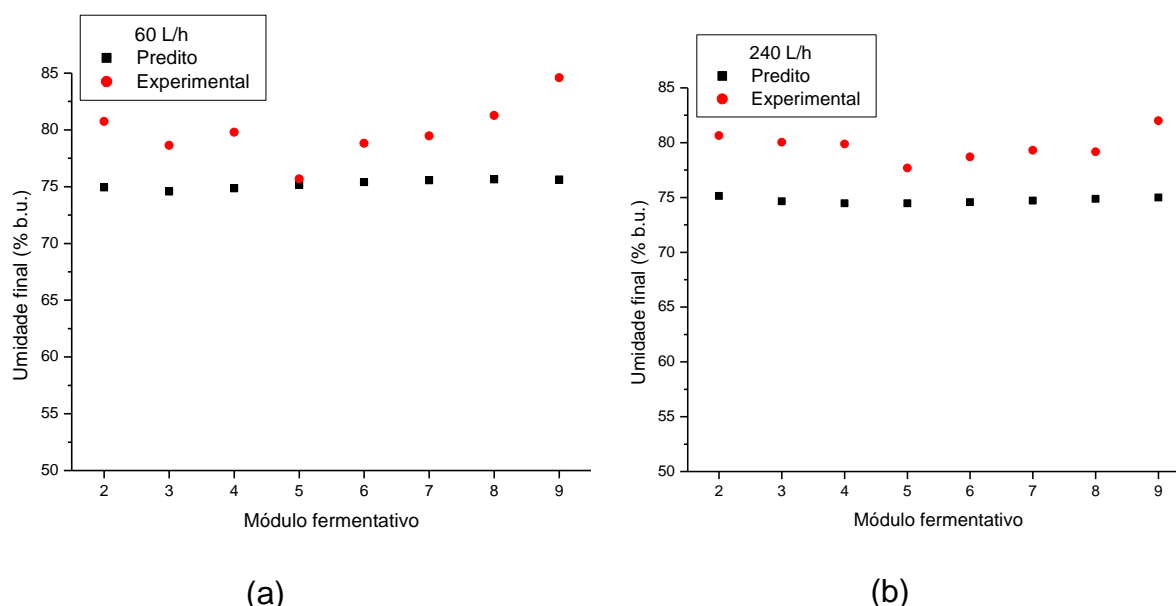 60 L/h
Predito
Experimental
85
80
75
70
65
60
55
50
Umidade final (% b.u.)
2 3 4 5 6 7 8 9
Módulo fermentativo
(a)
240 L/h
Predito
Experimental
85
80
75
70
65
60
55
50
Umidade final (% b.u.)
2 3 4 5 6 7 8 9
Módulo fermentativo
(b)